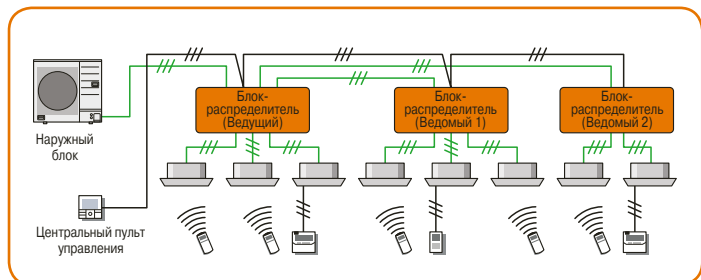 Блок-
распределитель
(Ведущий)
Блок-
распределитель
(Ведомый 1)
Блок-
распределитель
(Ведомый 2)
Наружный
блок
Центральный пульт
управления